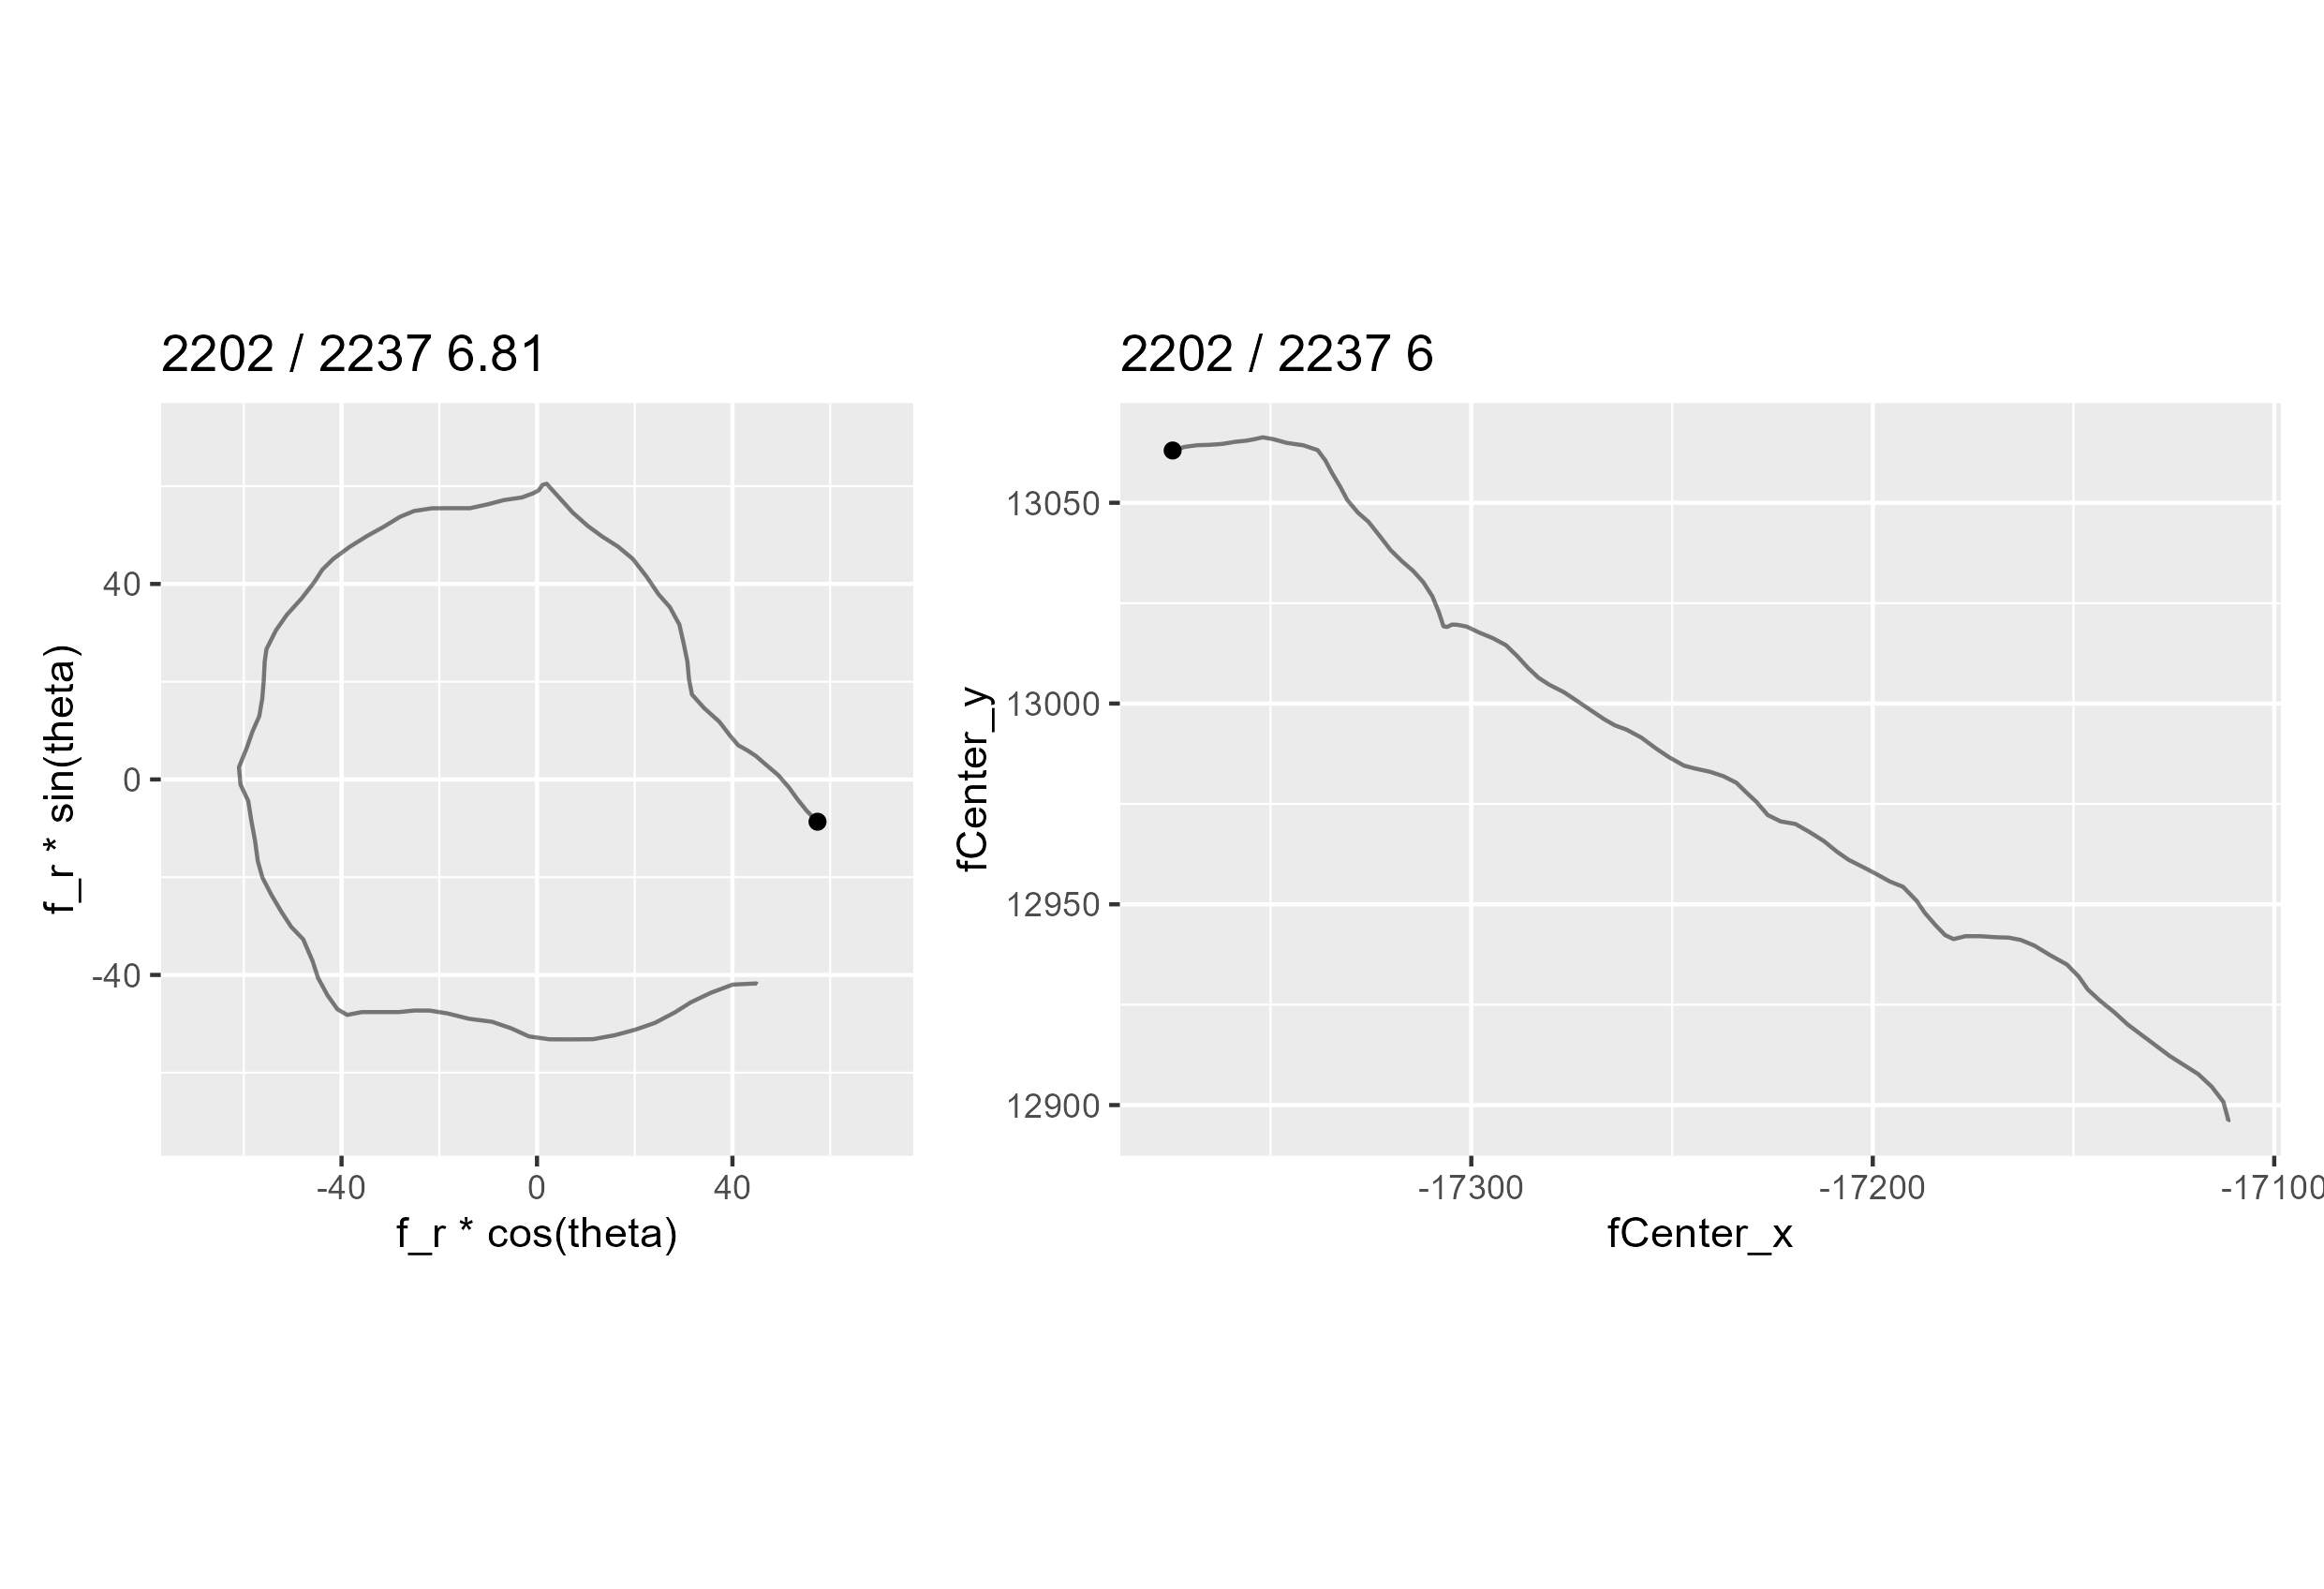 2202 / 2237 6.81
40
0
-40
f_r * sin(theta)
-40 0 40
f_r * cos(theta)
2202 / 2237 6
13050
13000
12950
12900
fCenter_y
-17300 -17200 -17100
fCenter_x